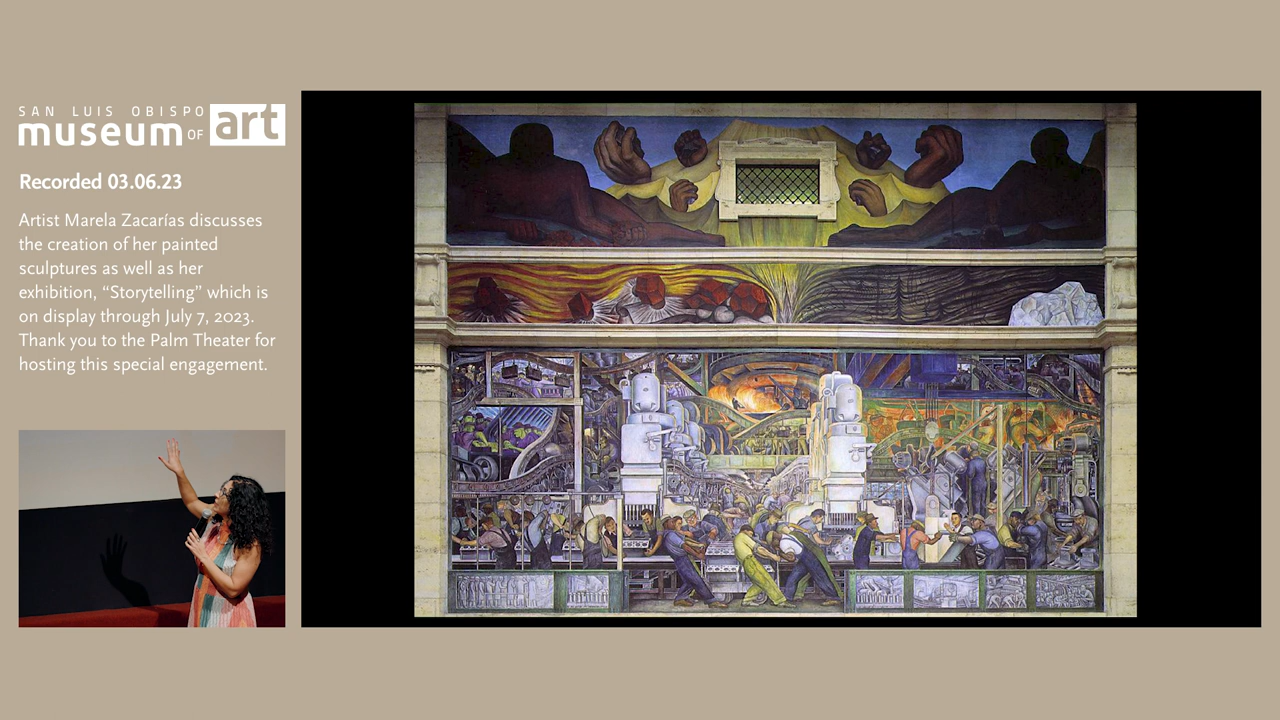 SAN LUIS OBISPO
museum OF art
Recorded 03.06.23
Artist Marela Zacarías discusses
the creation of her painted
sculptures as well as her
exhibition, “Storytelling” which is
on display through July 7, 2023.
Thank you to the Palm Theater for
hosting this special engagement.